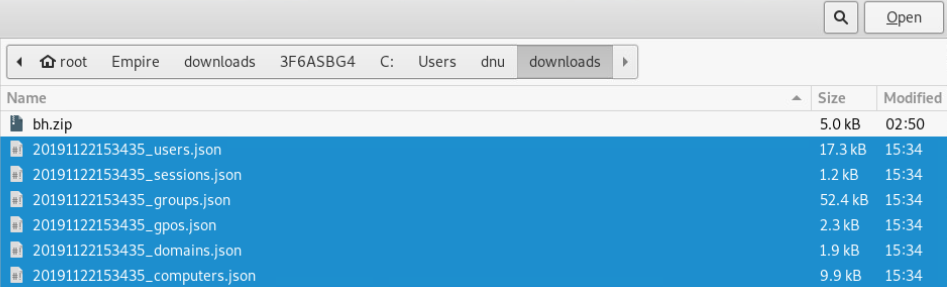 Open
root Empire downloads 3F6ASBG4 C: Users dnu downloads
Name Size Modified
bh.zip 5.0 kB 02:50
20191122153435_users.json 17.3 kB 15:34
20191122153435_sessions.json 1.2 kB 15:34
20191122153435_groups.json 52.4 kB 15:34
20191122153435_gpos.json 2.3 kB 15:34
20191122153435_domains.json 1.9 kB 15:34
20191122153435_computers.json 9.9 kB 15:34